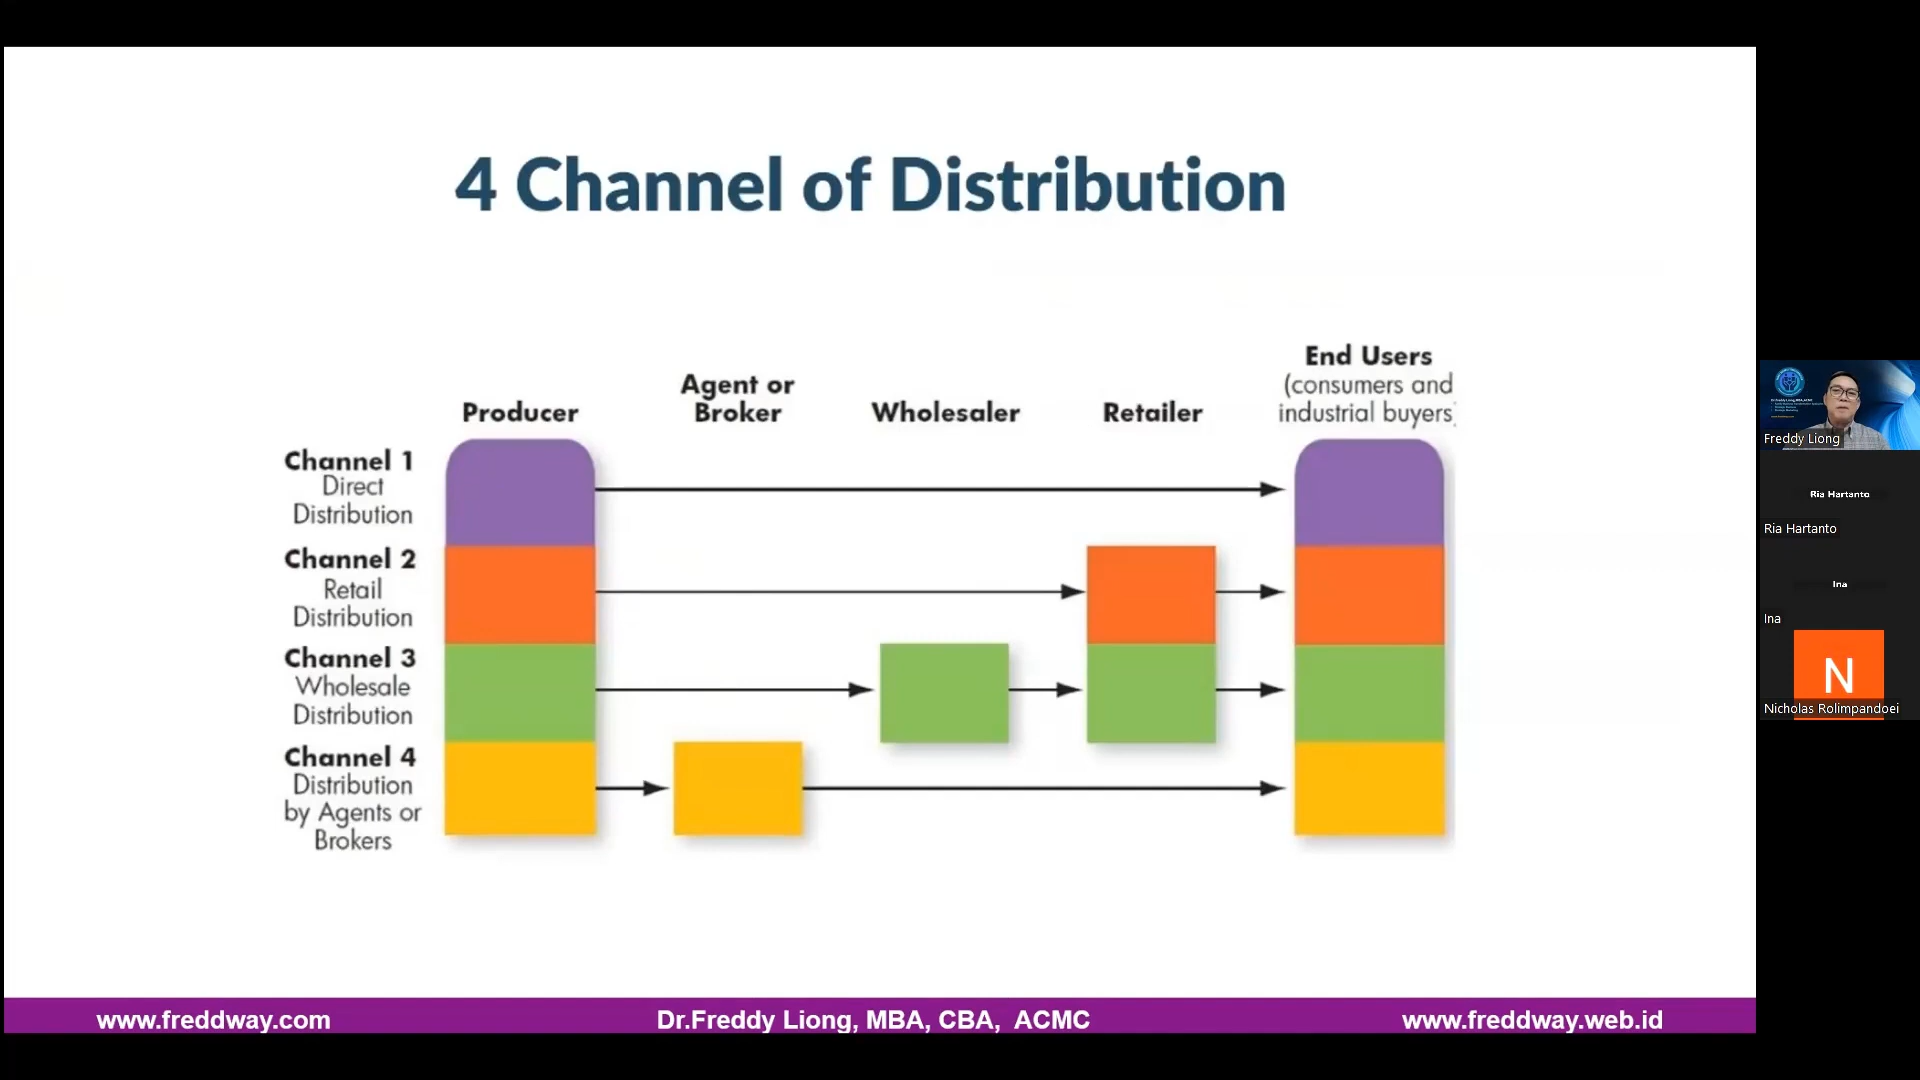 4 Channel of Distribution
Producer
Agent or
Broker
Wholesaler
Retailer
End Users
(consumers and
industrial buyers
Channel 1
Direct
Distribution
Channel 2
Retail
Distribution
Channel 3
Wholesale
Distribution
Channel 4
Distribution
by Agents or
Brokers
www.freddway.com
Dr.Freddy Liong, MBA, CBA, ACMC
www.freddway.web.id
Freddy Liong
Ria Hartanto
Ria Hartanto
Ina
Ina
N
Nicholas Rolimpandoei